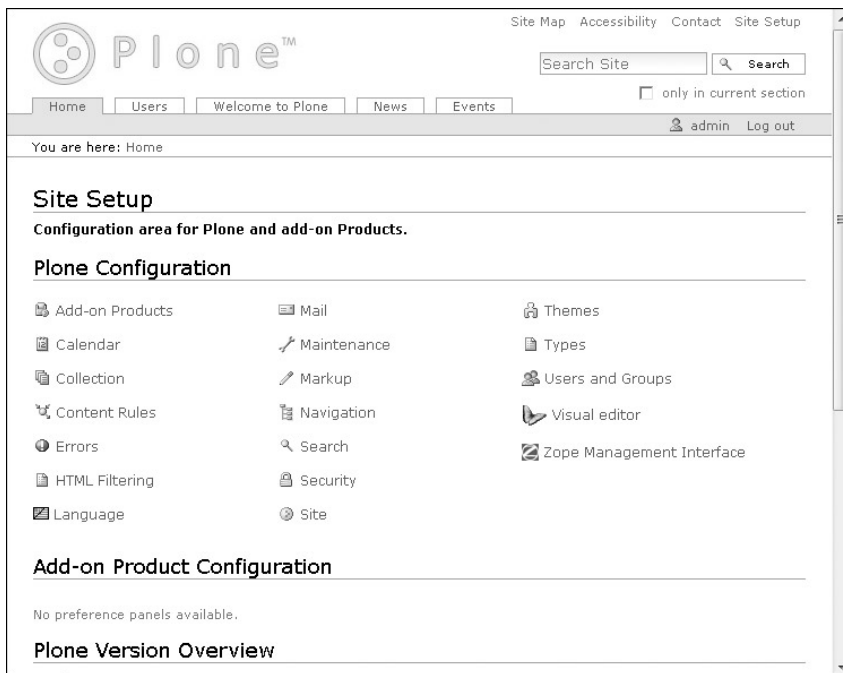 Site Map Accessibility Contact Site Setup
Plone™
Search Site Search
only in current section
Home Users Welcome to Plone News Events
admin Log out
You are here: Home
Site Setup
Configuration area for Plone and add-on Products.
Plone Configuration
Add-on Products Mail Themes
Calendar Maintenance Types
Collection Markup Users and Groups
Content Rules Navigation Visual editor
Errors Search Zope Management Interface
HTML Filtering Security
Language Site
Add-on Product Configuration
No preference panels available.
Plone Version Overview